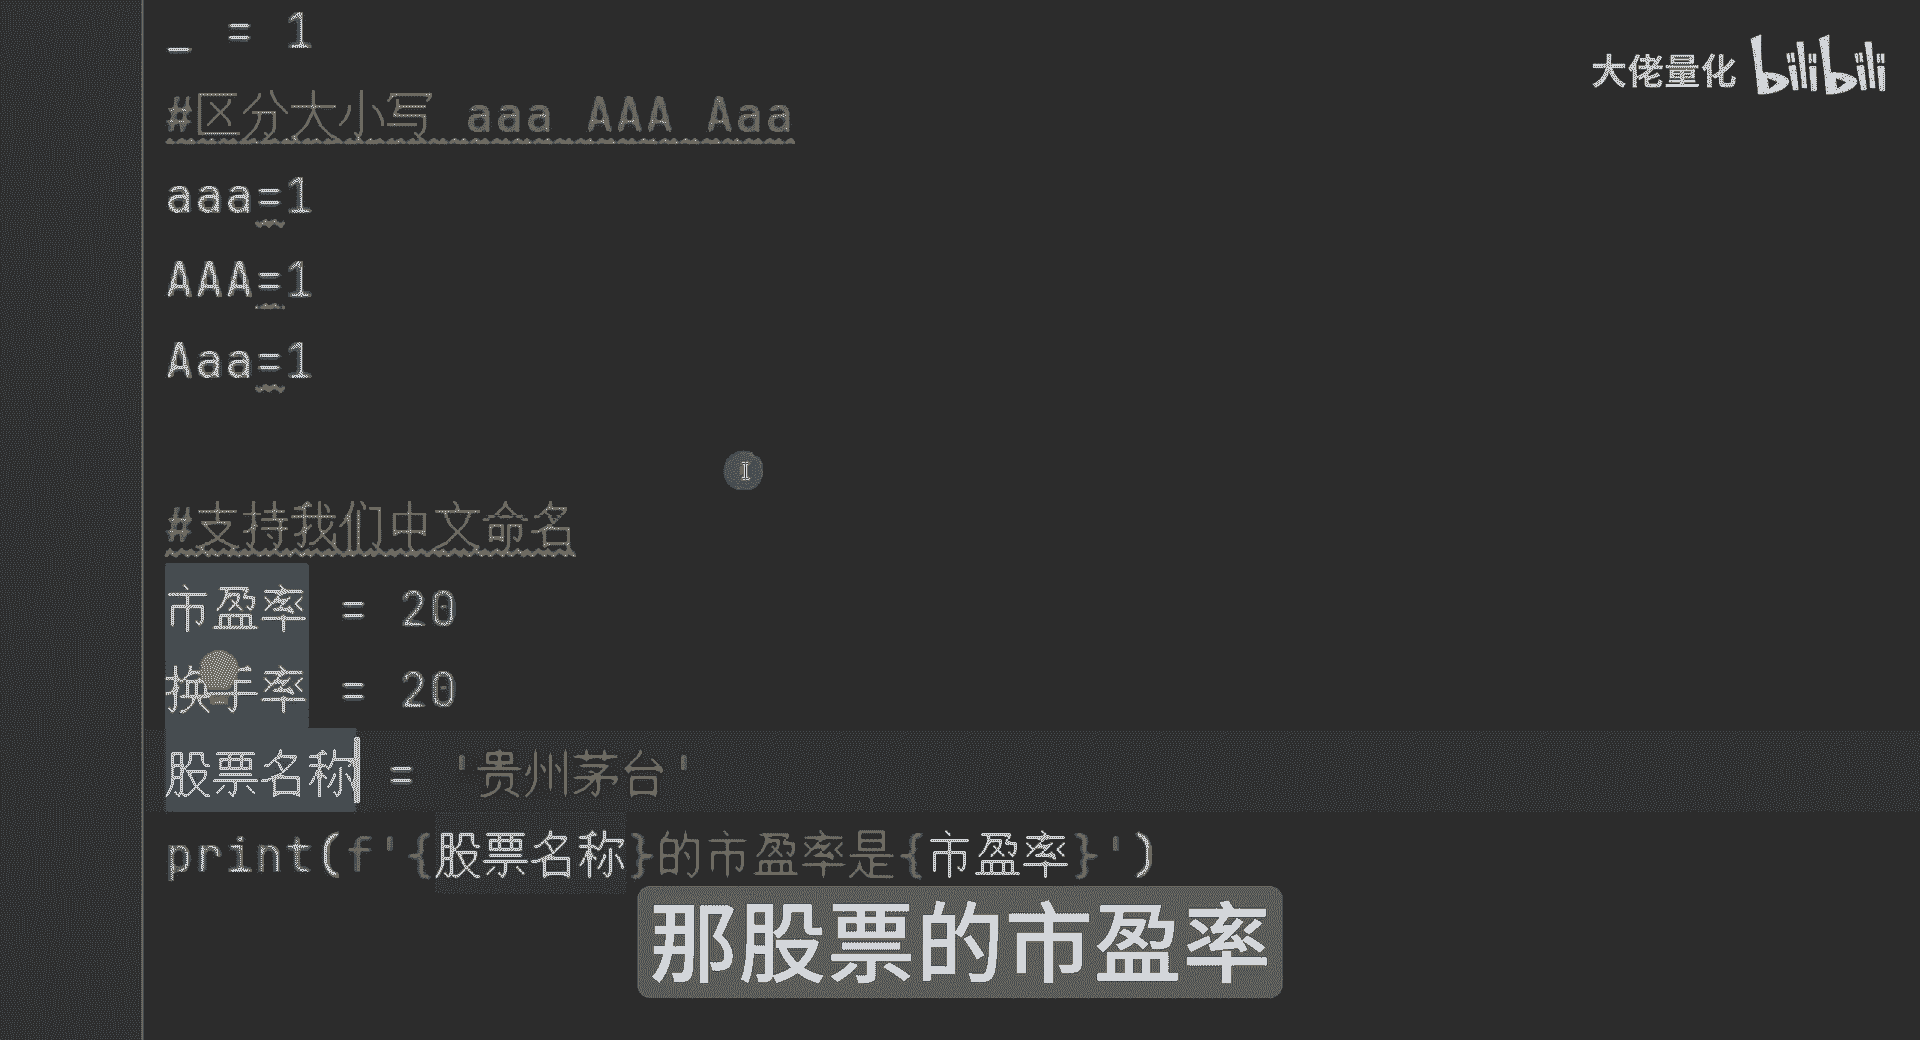 _ = 1
大佬量化 bilibili
#区分大小写 aaa AAA Aaa
aaa=1
AAA=1
Aaa=1
#支持我们中文命名
市盈率 = 20
换手率 = 20
股票名称 = '贵州茅台'
print(f'{股票名称}的市盈率是{市盈率}')
那股票的市盈率